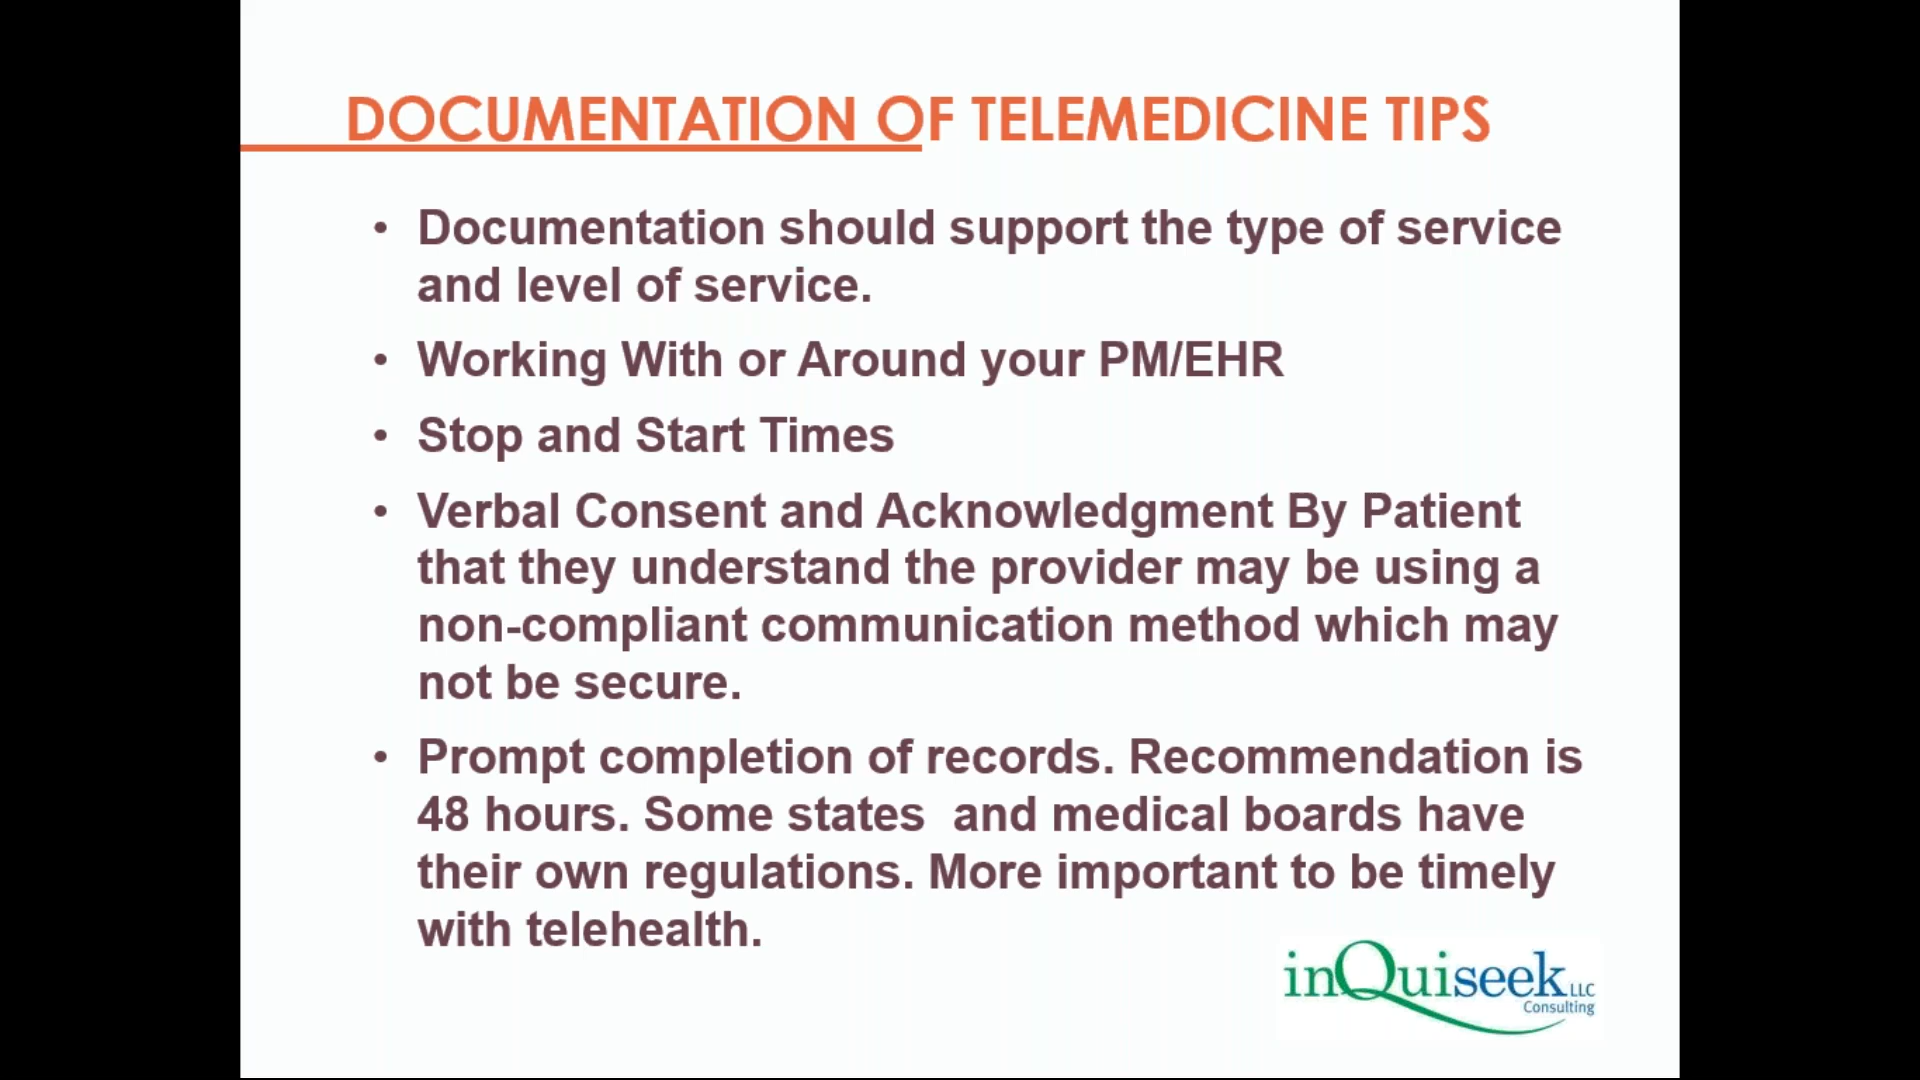 DOCUMENTATION OF TELEMEDICINE TIPS
• Documentation should support the type of service
and level of service.
• Working With or Around your PM/EHR
• Stop and Start Times
• Verbal Consent and Acknowledgment By Patient
that they understand the provider may be using a
non-compliant communication method which may
not be secure.
• Prompt completion of records. Recommendation is
48 hours. Some states  and medical boards have
their own regulations. More important to be timely
with telehealth.
inQuiseek LLC
Consulting